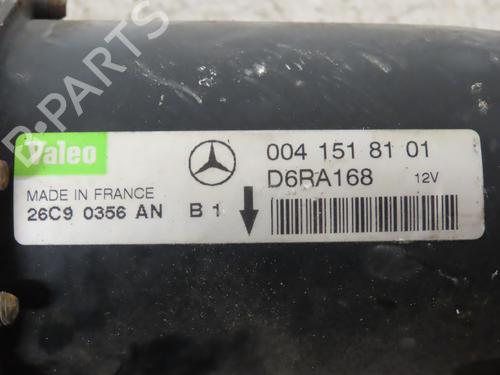 Valeo
004 151 81 01
D6RA168 12V
MADE IN FRANCE
26C9 0356 AN B 1
B-PARTS